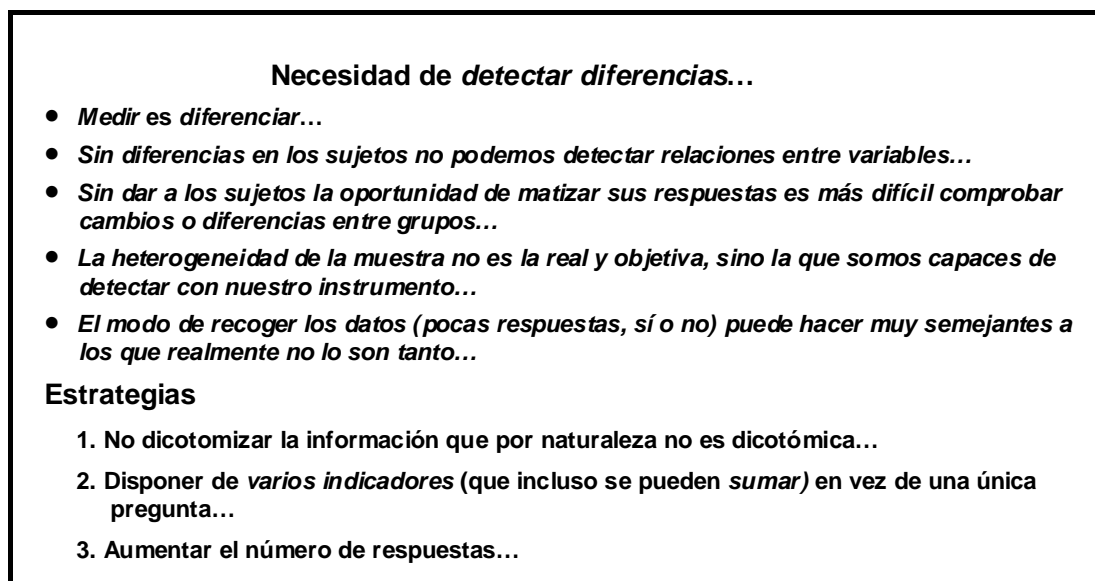 Necesidad de detectar diferencias…
● Medir es diferenciar…
● Sin diferencias en los sujetos no podemos detectar relaciones entre variables…
● Sin dar a los sujetos la oportunidad de matizar sus respuestas es más difícil comprobar
cambios o diferencias entre grupos…
● La heterogeneidad de la muestra no es la real y objetiva, sino la que somos capaces de
detectar con nuestro instrumento…
● El modo de recoger los datos (pocas respuestas, sí o no) puede hacer muy semejantes a
los que realmente no lo son tanto…
Estrategias
1. No dicotomizar la información que por naturaleza no es dicotómica…
2. Disponer de varios indicadores (que incluso se pueden sumar) en vez de una única
pregunta…
3. Aumentar el número de respuestas…